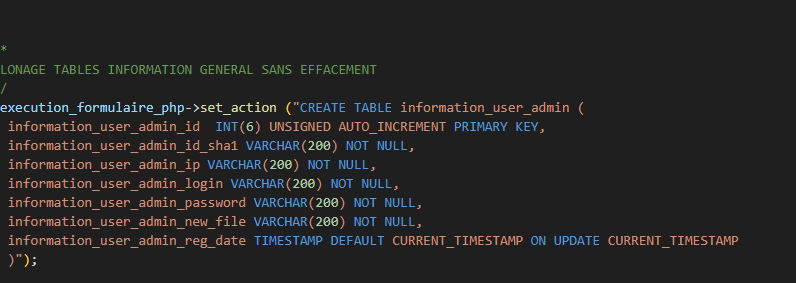 *
LONAGE TABLES INFORMATION GENERAL SANS EFFACEMENT
/
execution_formulaire_php->set_action ("CREATE TABLE information_user_admin (
information_user_admin_id  INT(6) UNSIGNED AUTO_INCREMENT PRIMARY KEY,
information_user_admin_id_sha1 VARCHAR(200) NOT NULL,
information_user_admin_ip VARCHAR(200) NOT NULL,
information_user_admin_login VARCHAR(200) NOT NULL,
information_user_admin_password VARCHAR(200) NOT NULL,
information_user_admin_new_file VARCHAR(200) NOT NULL,
information_user_admin_reg_date TIMESTAMP DEFAULT CURRENT_TIMESTAMP ON UPDATE CURRENT_TIMESTAMP
)");